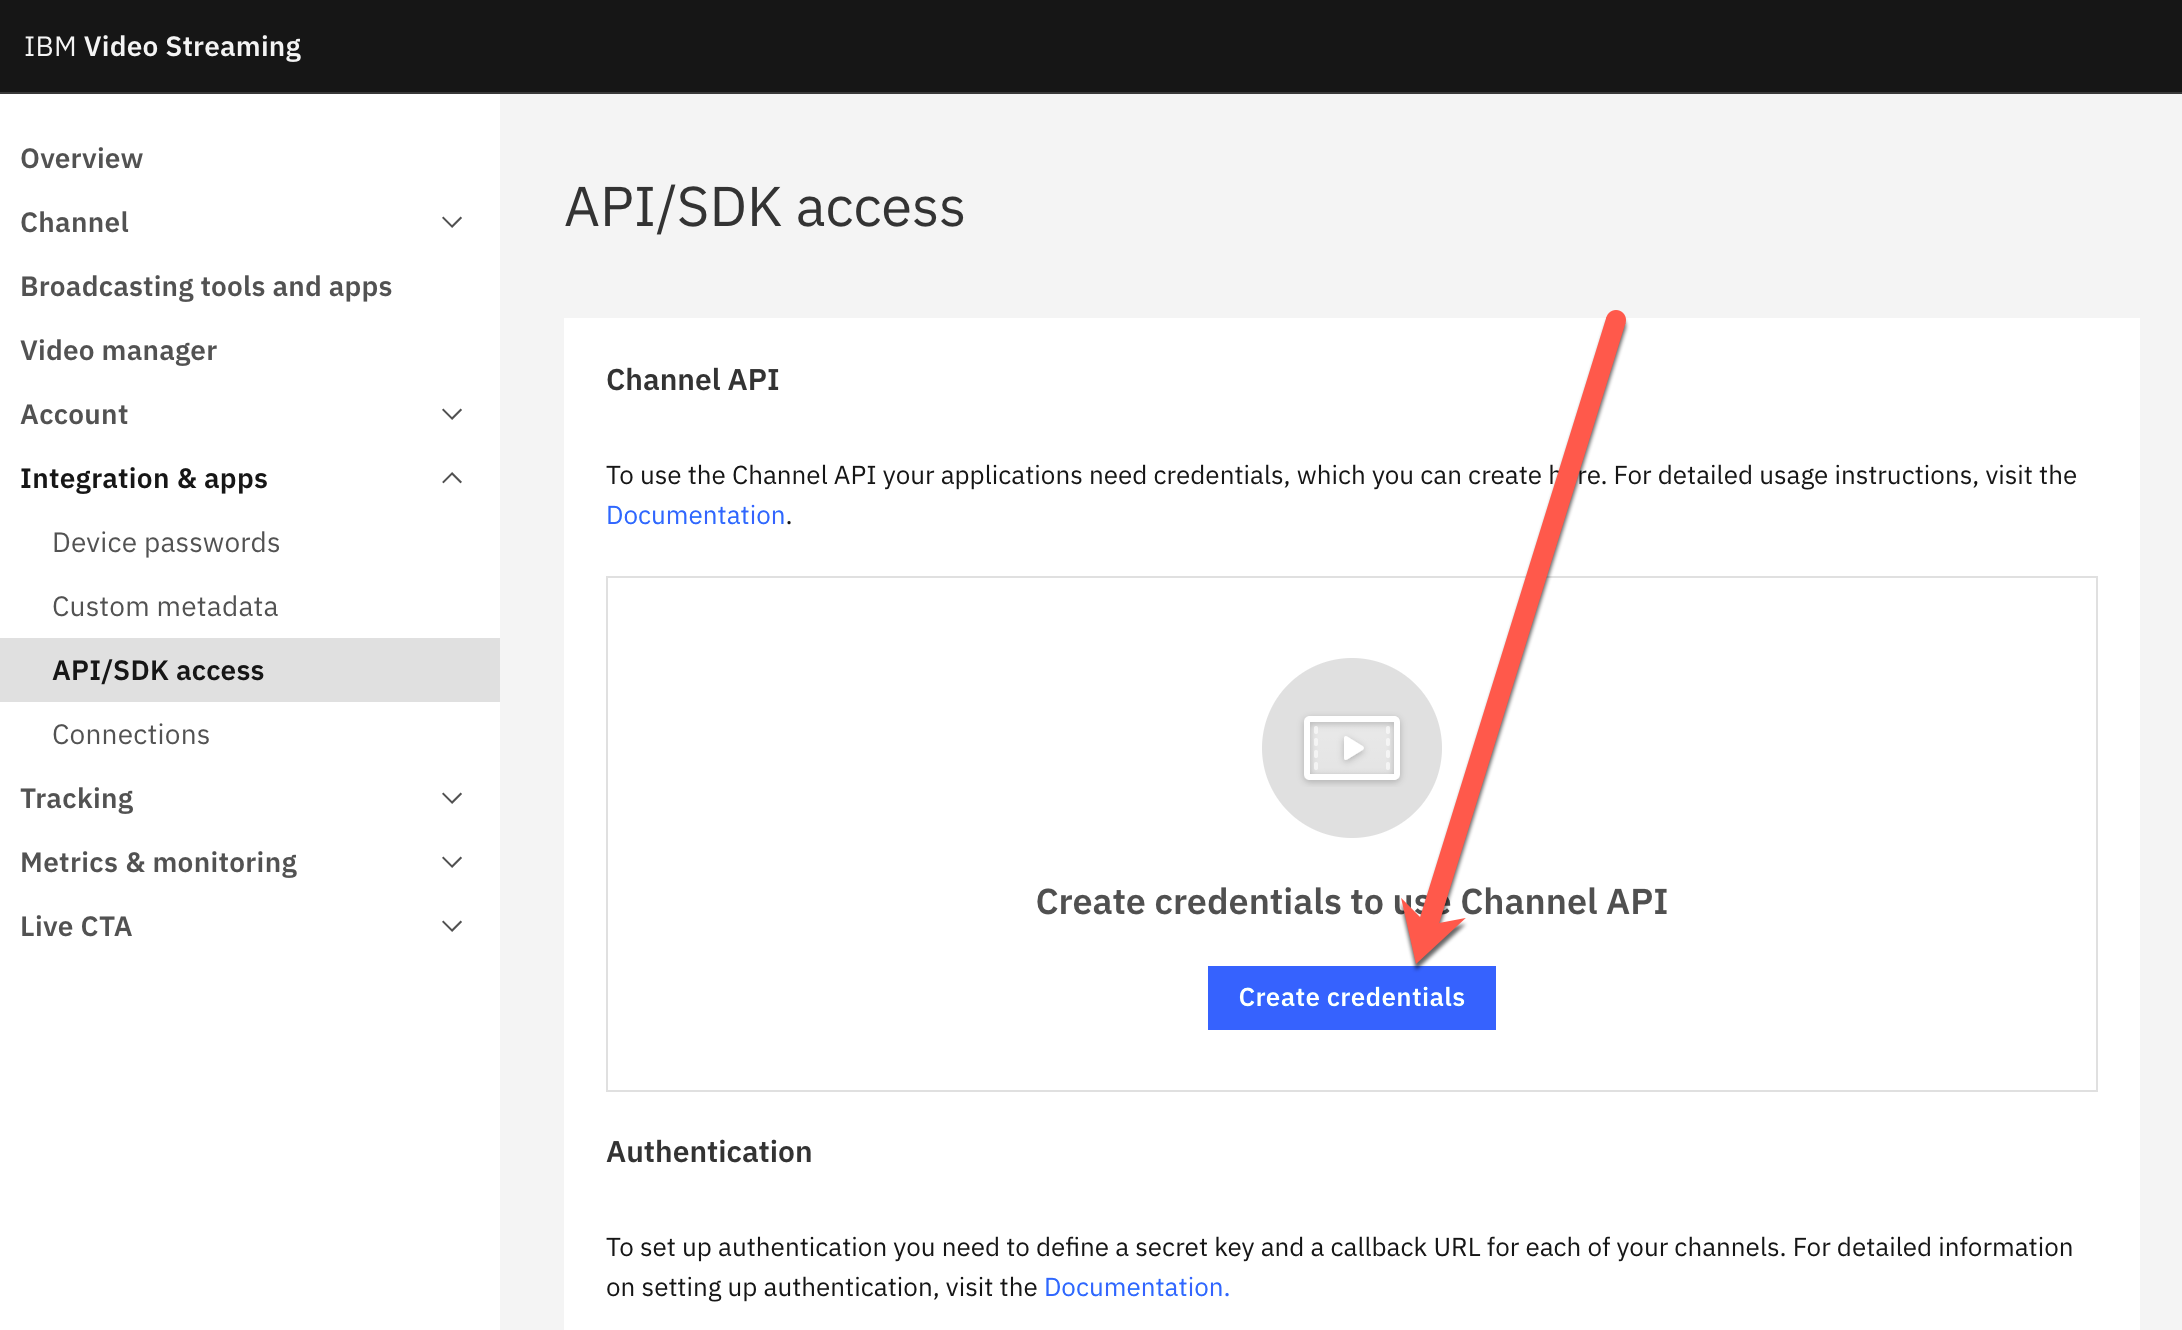 IBM Video Streaming
Overview
Channel
Broadcasting tools and apps
Video manager
Account
Integration & apps
Device passwords
Custom metadata
API/SDK access
Connections
Tracking
Metrics & monitoring
Live CTA
API/SDK access
Channel API
To use the Channel API your applications need credentials, which you can create here. For detailed usage instructions, visit the
Documentation.
Create credentials to use Channel API
Create credentials
Authentication
To set up authentication you need to define a secret key and a callback URL for each of your channels. For detailed information
on setting up authentication, visit the Documentation.